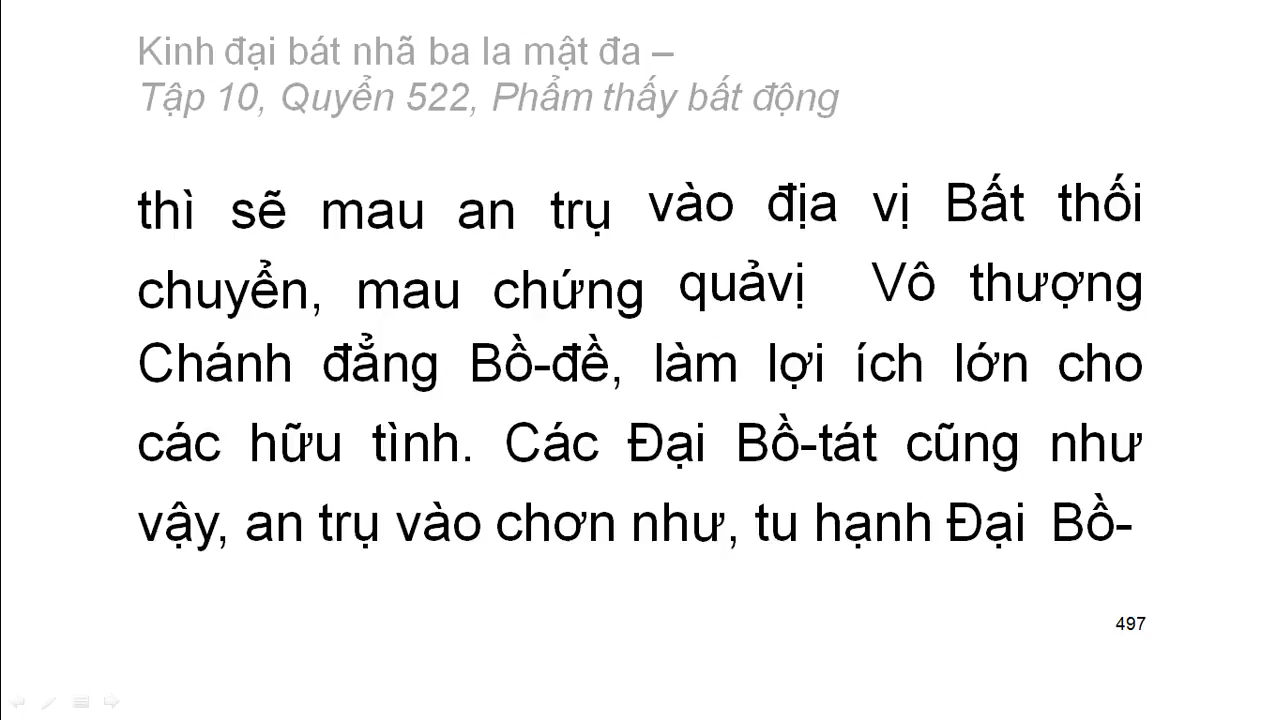 Kinh đại bát nhã ba la mật đa –
Tập 10, Quyển 522, Phẩm thấy bất động
thì sẽ mau an trụ vào địa vị Bất thối
chuyển, mau chứng quảvị Vô thượng
Chánh đẳng Bồ-đề, làm lợi ích lớn cho
các hữu tình. Các Đại Bồ-tát cũng như
vậy, an trụ vào chơn như, tu hạnh Đại Bồ-
497